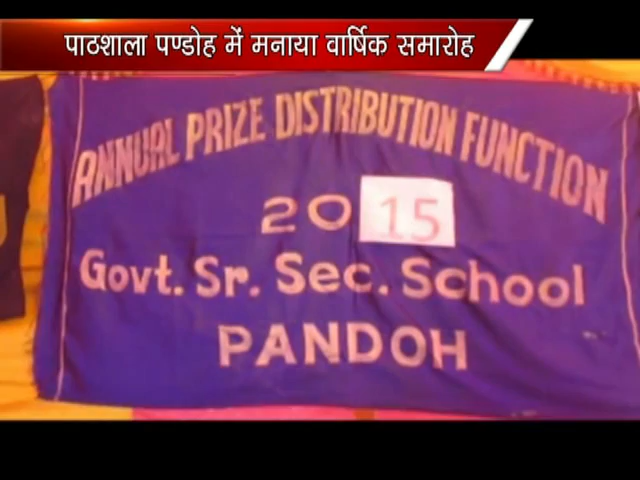 पाठशाला पण्डोह में मनाया वार्षिक समारोह
ANNUAL PRIZE DISTRIBUTION FUNCTION
2015
Govt. Sr. Sec. School
PANDOH